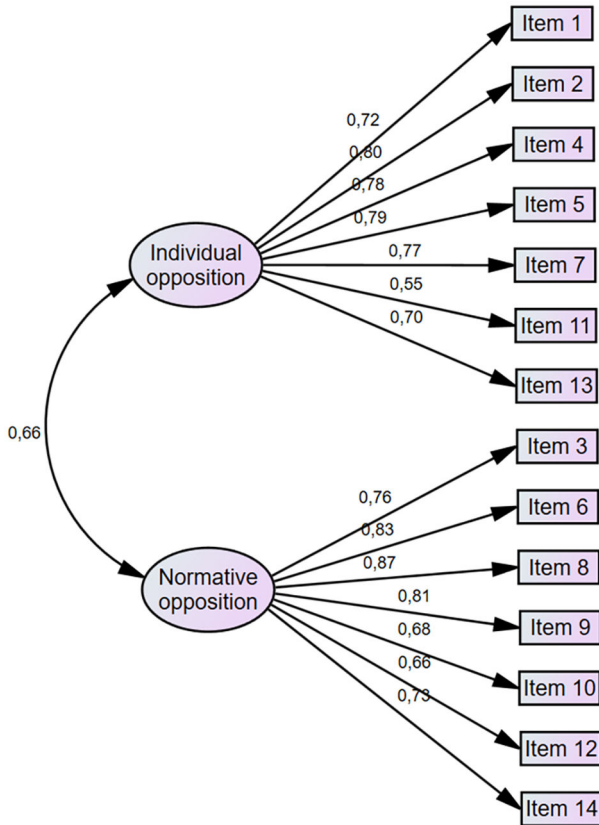 Item 1
Item 2
0,72
0,80
Item 4
0,78
Item 5
0,79
Individual
opposition
0,77
Item 7
0,55
Item 11
0,70
Item 13
0,66
Item 3
0,76
Item 6
0,83
0,87
Item 8
Normative
opposition
0,81
Item 9
0,68
0,66
Item 10
0,73
Item 12
Item 14